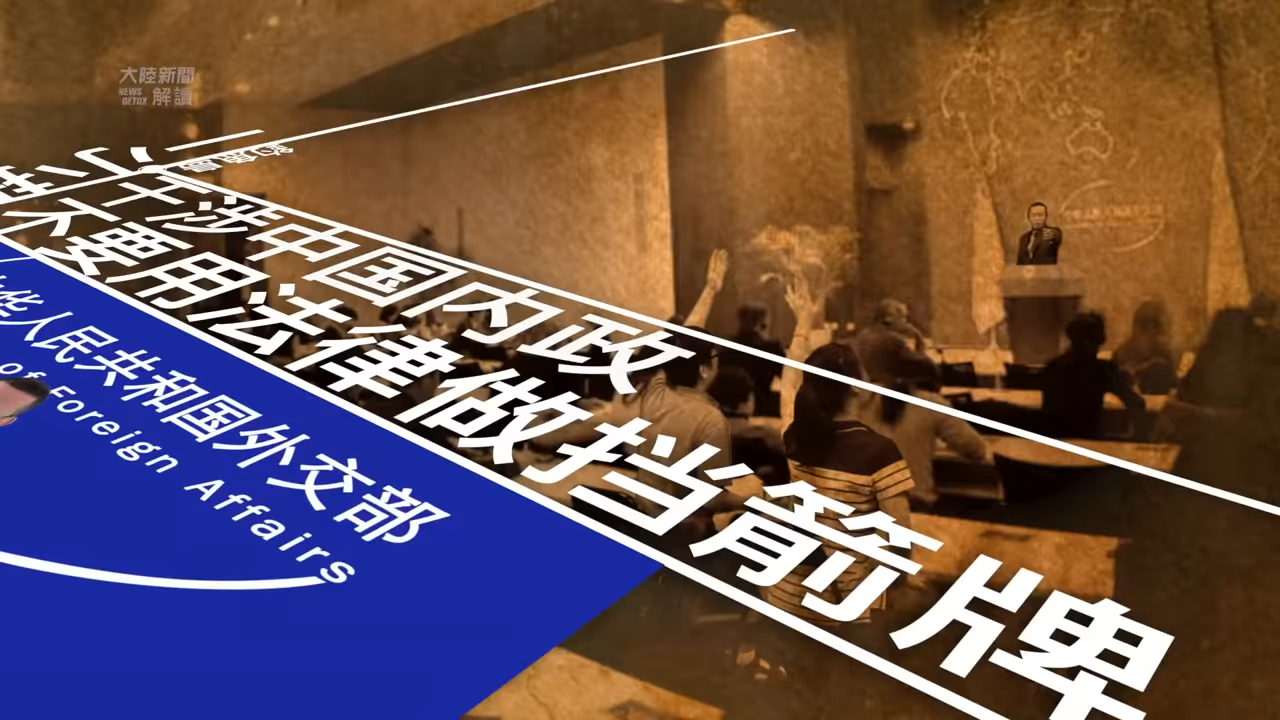 大陸新聞
NEWS
DETOX 解讀
干涉中国内政
不要用法律做挡箭牌
华人民共和国外交部
of Foreign Affairs